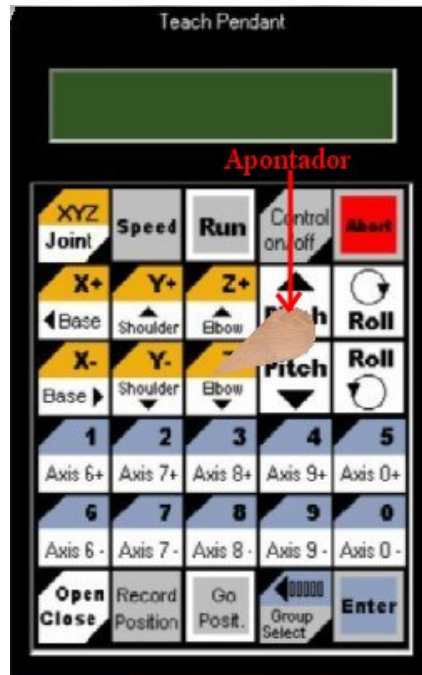 Teach Pendant
Apontador
XYZ Joint
Speed
Run
Control on/off
Abort
X+ Base
Y+ Shoulder
Z+ Elbow
Roll
X- Base
Y- Shoulder
Elbow
Pitch
Roll
1 Axis 6+
2 Axis 7+
3 Axis 8+
4 Axis 9+
5 Axis 0+
6 Axis 6 -
7 Axis 7 -
8 Axis 8 -
9 Axis 9 -
0 Axis 0 -
Open Close
Record Position
Go Posit.
Group Select
Enter